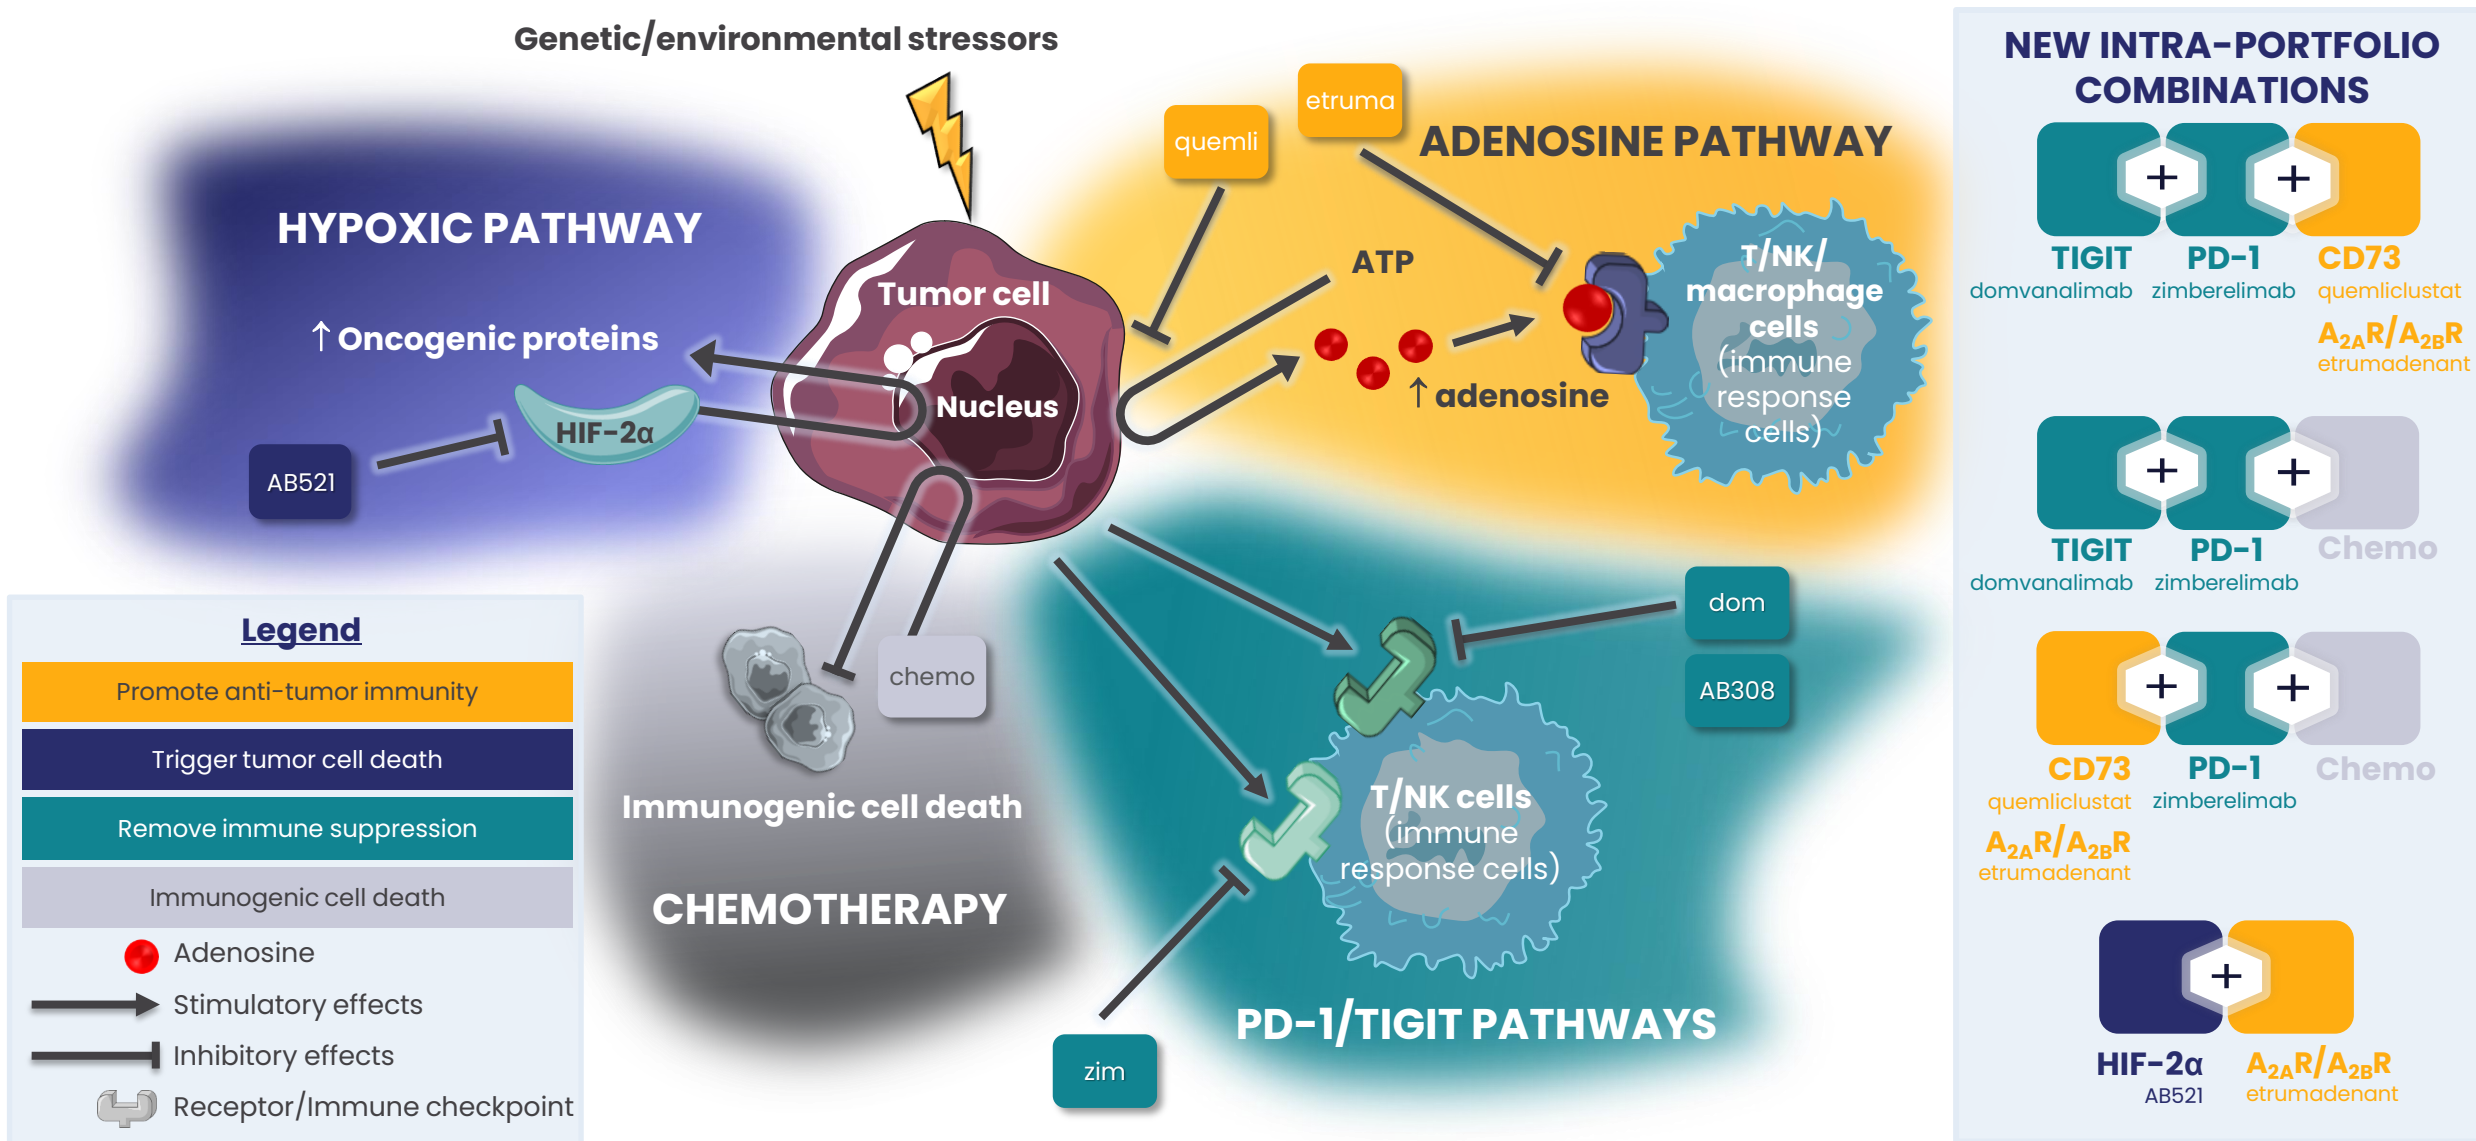 Genetic/environmental stressors
HYPOXIC PATHWAY
↑ Oncogenic proteins
HIF-2α
AB521
Tumor cell
Nucleus
quemli
etruma
ADENOSINE PATHWAY
ATP
↑ adenosine
T/NK/
macrophage
cells
(immune
response
cells)
chemo
Immunogenic cell death
CHEMOTHERAPY
dom
AB308
T/NK cells
(immune
response cells)
PD-1/TIGIT PATHWAYS
zim
Legend
Promote anti-tumor immunity
Trigger tumor cell death
Remove immune suppression
Immunogenic cell death
Adenosine
Stimulatory effects
Inhibitory effects
Receptor/Immune checkpoint
NEW INTRA-PORTFOLIO
COMBINATIONS
+ +
TIGIT PD-1 CD73
domvanalimab zimberelimab quemliclustat
A2AR/A2BR
etrumadenant
+ +
TIGIT PD-1 Chemo
domvanalimab zimberelimab
+ +
CD73 PD-1 Chemo
quemliclustat zimberelimab
A2AR/A2BR
etrumadenant
+
HIF-2α A2AR/A2BR
AB521 etrumadenant